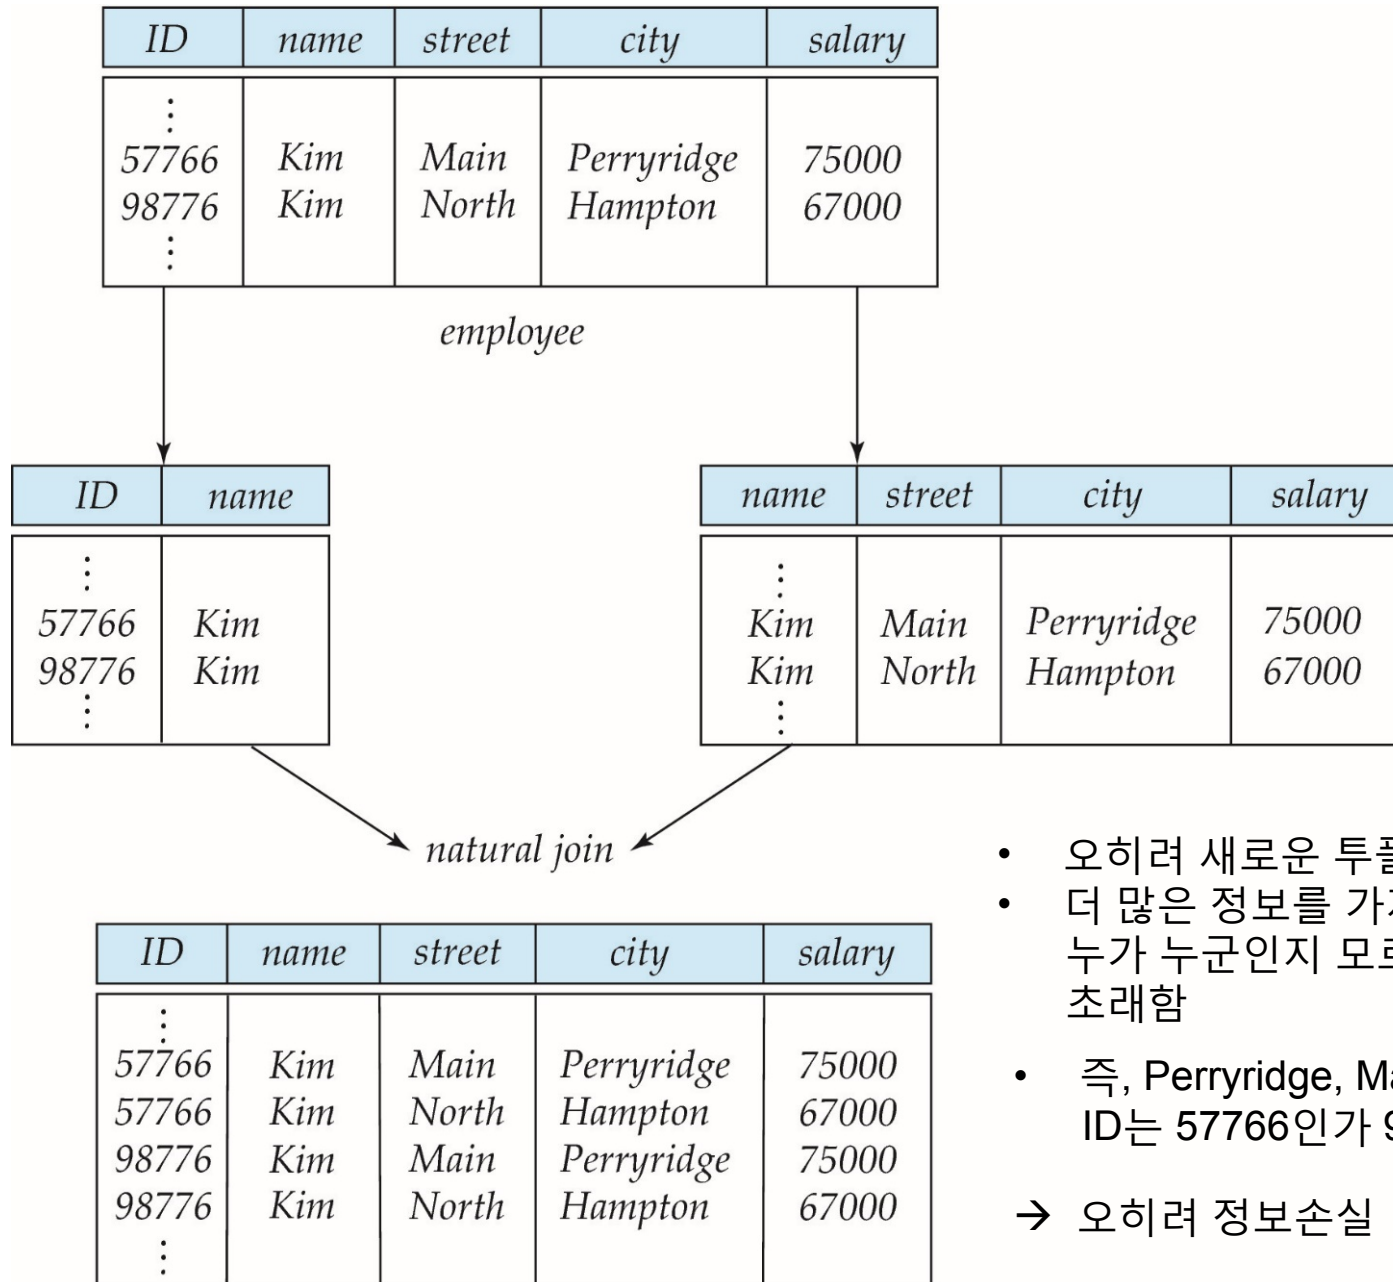 ID name street city salary
⋮
57766 Kim Main Perryridge 75000
98776 Kim North Hampton 67000
⋮
employee
ID name
⋮
57766 Kim
98776 Kim
⋮
name street city salary
⋮
Kim Main Perryridge 75000
Kim North Hampton 67000
⋮
natural join
ID name street city salary
⋮
57766 Kim Main Perryridge 75000
57766 Kim North Hampton 67000
98776 Kim Main Perryridge 75000
98776 Kim North Hampton 67000
⋮
• 오히려 새로운
• 더 많은 정보를
누가 누군인지
초래함
• 즉, Perryridge,
ID는 57766인가
→ 오히려 정보손실